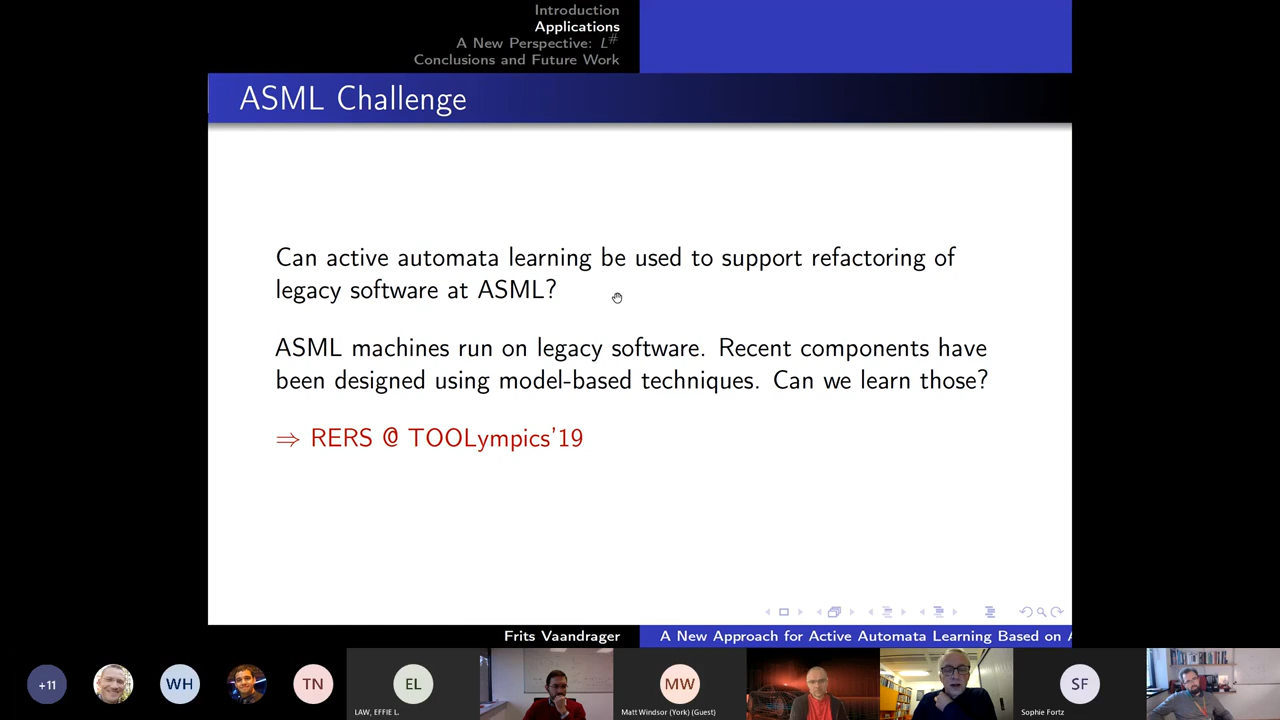 Introduction
Applications
A New Perspective: L#
Conclusions and Future Work
ASML Challenge
Can active automata learning be used to support refactoring of
legacy software at ASML?
ASML machines run on legacy software. Recent components have
been designed using model-based techniques. Can we learn those?
⇒ RERS @ TOOLympics'19
Frits Vaandrager
A New Approach for Active Automata Learning Based on A
+11
WH
TN
EL
LAW, EFFIE L.
MW
Matt Windsor (York) (Guest)
SF
Sophie Fortz